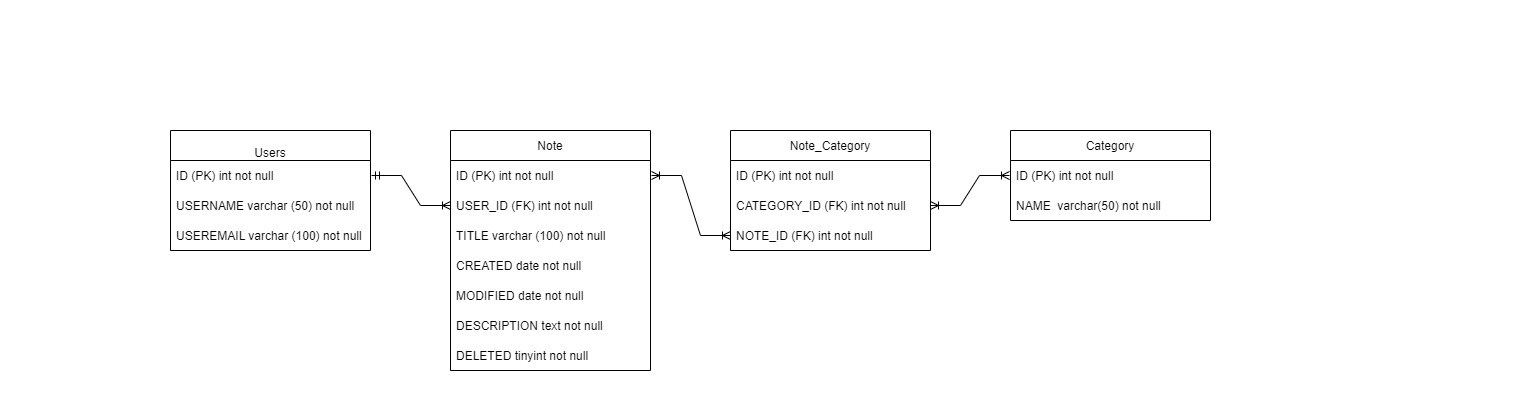 Users
ID (PK) int not null
USERNAME varchar (50) not null
USEREMAIL varchar (100) not null
Note
ID (PK) int not null
USER_ID (FK) int not null
TITLE varchar (100) not null
CREATED date not null
MODIFIED date not null
DESCRIPTION text not null
DELETED tinyint not null
Note_Category
ID (PK) int not null
CATEGORY_ID (FK) int not null
NOTE_ID (FK) int not null
Category
ID (PK) int not null
NAME  varchar(50) not null